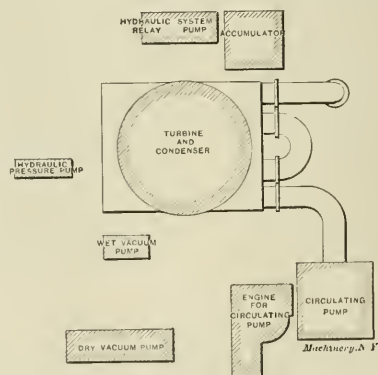 HYDRAULIC SYSTEM
RELAY PUMP
ACCUMULATOR
TURBINE
AND
CONDENSER
HYDRAULIC
PRESSURE PUMP
WET VACUUM
PUMP
ENGINE
FOR
CIRCULATING
PUMP
CIRCULATING
PUMP
DRY VACUUM PUMP
Machinery, N.Y.